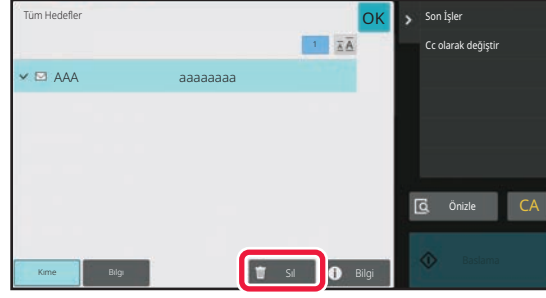 Tüm Hedefler
OK
1
AAA aaaaaaaa
Kime
Bilgi
Sil
Bilgi
Son İşler
Cc olarak değiştir
Önizle
CA